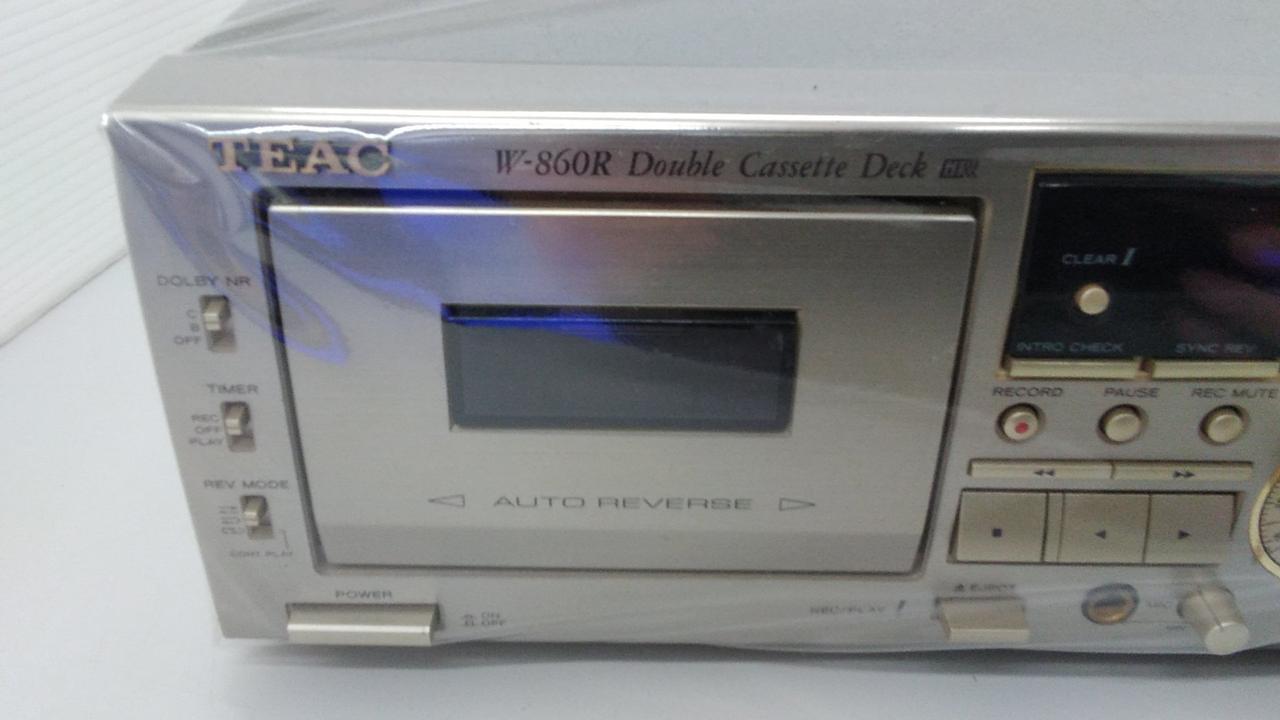 TEAC
W-860R Double Cassette Deck
CLEAR I
DOLBY NR
C
B
OFF
INTRO CHECK
SYNC REV
TIMER
REC
OFF
PLAY
RECORD
PAUSE
REC MUTE
REV MODE
AUTO REVERSE
CONT PLAY
POWER
ON
OFF
REC/PLAY I
EJECT
MIC